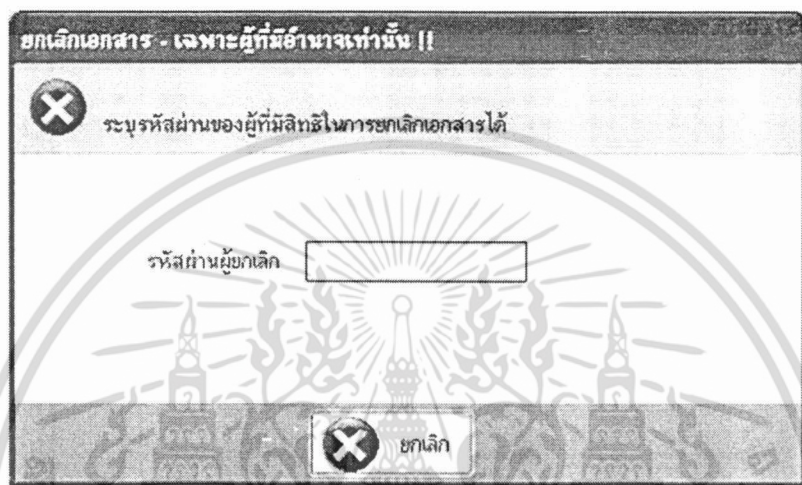 ยกเลิกเอกสาร - เฉพาะผู้ที่มีอำนาจเท่านั้น !!
ระบุรหัสผ่านของผู้ที่มีสิทธิในการยกเลิกเอกสารได้
รหัสผ่านผู้ยกเลิก
ยกเลิก